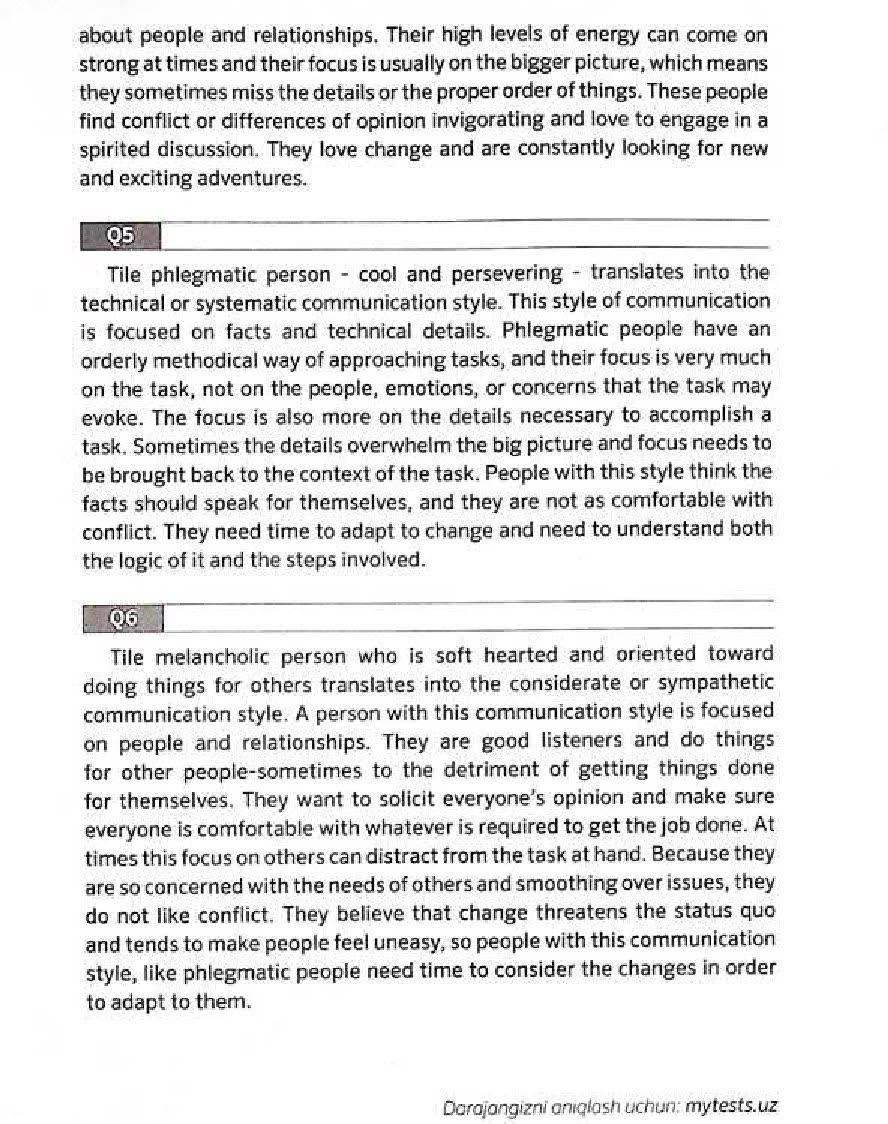 about people and relationships. Their high levels of energy can come on
strong at times and their focus is usually on the bigger picture, which means
they sometimes miss the details or the proper order of things. These people
find conflict or differences of opinion invigorating and love to engage in a
spirited discussion. They love change and are constantly looking for new
and exciting adventures.
Q5
Tile phlegmatic person - cool and persevering - translates into the
technical or systematic communication style. This style of communication
is focused on facts and technical details. Phlegmatic people have an
orderly methodical way of approaching tasks, and their focus is very much
on the task, not on the people, emotions, or concerns that the task may
evoke. The focus is also more on the details necessary to accomplish a
task. Sometimes the details overwhelm the big picture and focus needs to
be brought back to the context of the task. People with this style think the
facts should speak for themselves, and they are not as comfortable with
conflict. They need time to adapt to change and need to understand both
the logic of it and the steps involved.
Q6
Tile melancholic person who is soft hearted and oriented toward
doing things for others translates into the considerate or sympathetic
communication style. A person with this communication style is focused
on people and relationships. They are good listeners and do things
for other people-sometimes to the detriment of getting things done
for themselves. They want to solicit everyone's opinion and make sure
everyone is comfortable with whatever is required to get the job done. At
times this focus on others can distract from the task at hand. Because they
are so concerned with the needs of others and smoothing over issues, they
do not like conflict. They believe that change threatens the status quo
and tends to make people feel uneasy, so people with this communication
style, like phlegmatic people need time to consider the changes in order
to adapt to them.
Darajangizni aniqlash uchun: mytests.uz